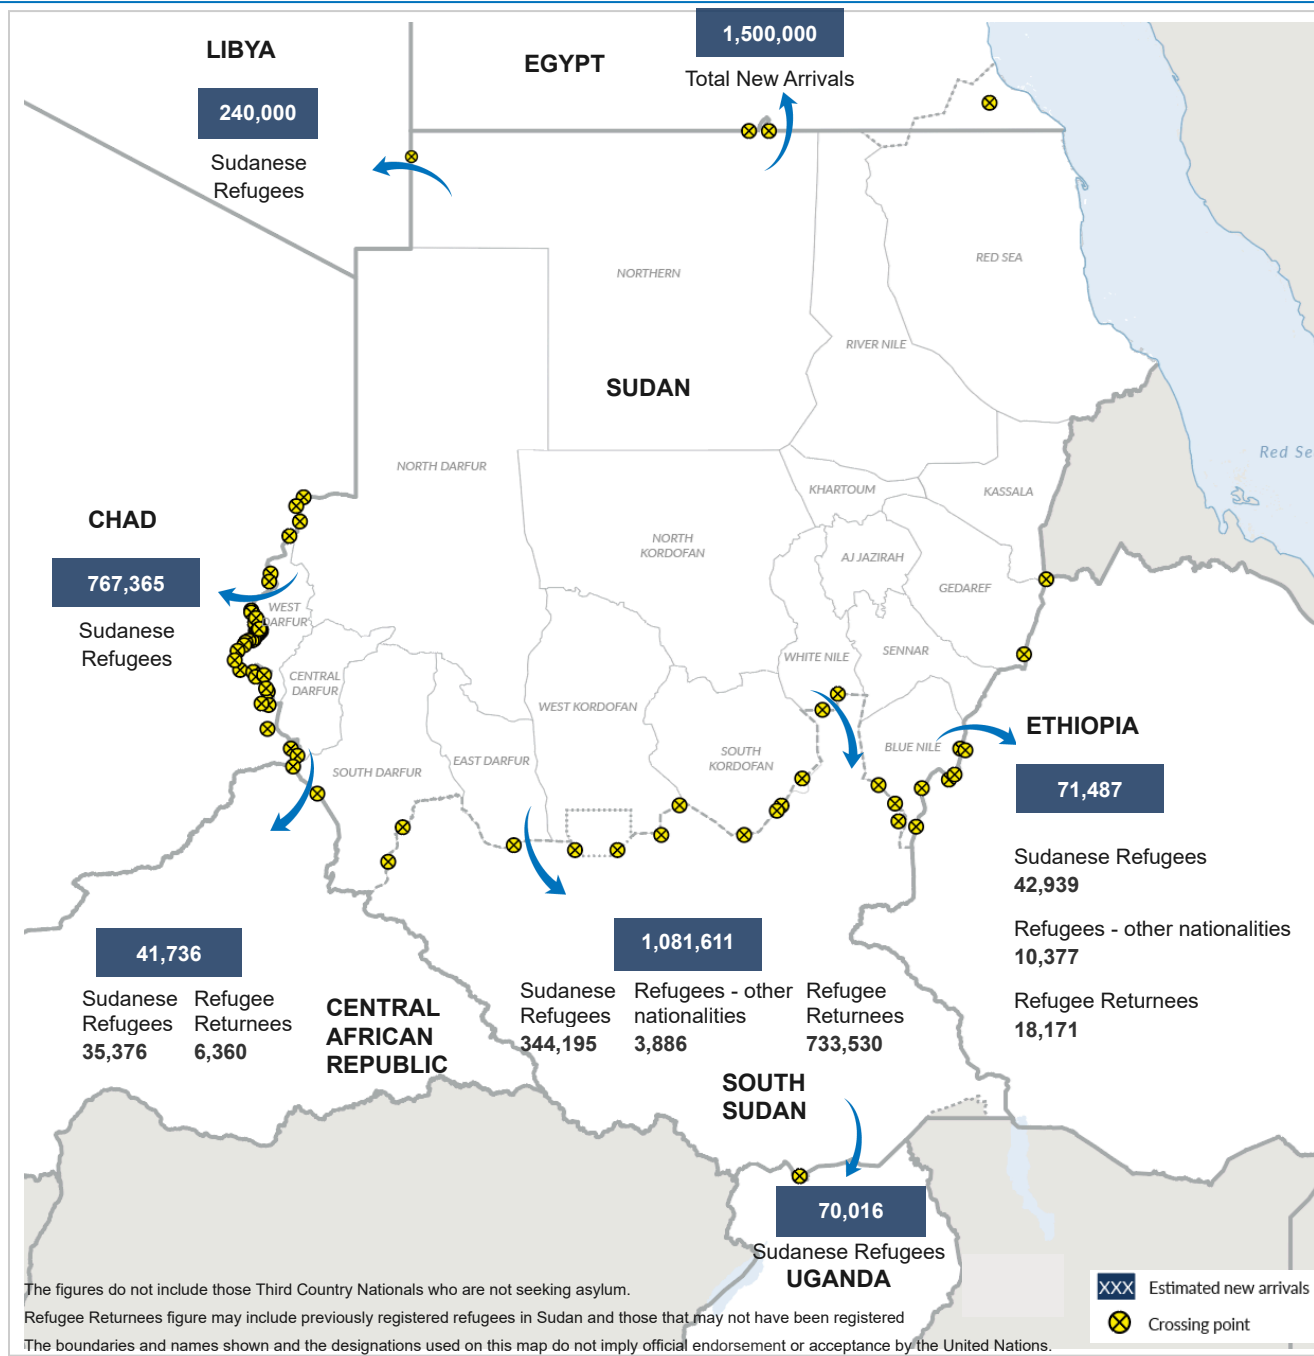 LIBYA
240,000
Sudanese
Refugees
EGYPT
1,500,000
Total New Arrivals
NORTHERN
RED SEA
RIVER NILE
SUDAN
NORTH DARFUR
KHARTOUM
KASSALA
Red Se
CHAD
767,365
Sudanese
Refugees
NORTH
KORDOFAN
AJ JAZIRAH
GEDAREF
WEST
DARFUR
CENTRAL
DARFUR
WHITE NILE
SENNAR
WEST KORDOFAN
SOUTH
KORDOFAN
BLUE NILE
EAST DARFUR
SOUTH DARFUR
ETHIOPIA
71,487
Sudanese Refugees
42,939
Refugees - other nationalities
10,377
Refugee Returnees
18,171
41,736
Sudanese
Refugees
35,376
Refugee
Returnees
6,360
CENTRAL
AFRICAN
REPUBLIC
1,081,611
Sudanese
Refugees
344,195
Refugees - other
nationalities
3,886
Refugee
Returnees
733,530
SOUTH
SUDAN
70,016
Sudanese Refugees
UGANDA
The figures do not include those Third Country Nationals who are not seeking asylum.
Refugee Returnees figure may include previously registered refugees in Sudan and those that may not have been registered
The boundaries and names shown and the designations used on this map do not imply official endorsement or acceptance by the United Nations.
XXX Estimated new arrivals
Crossing point